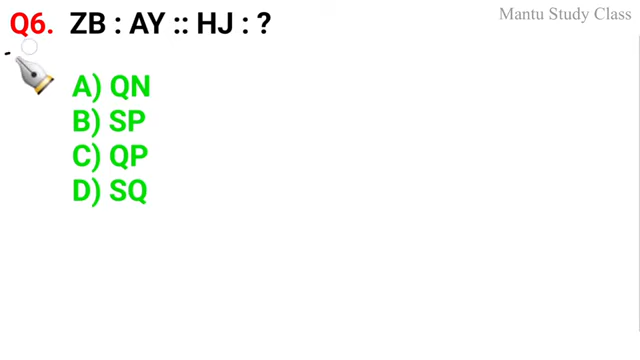 Mantu Study Class
Q6. ZB : AY :: HJ : ?
A) QN
B) SP
C) QP
D) SQ